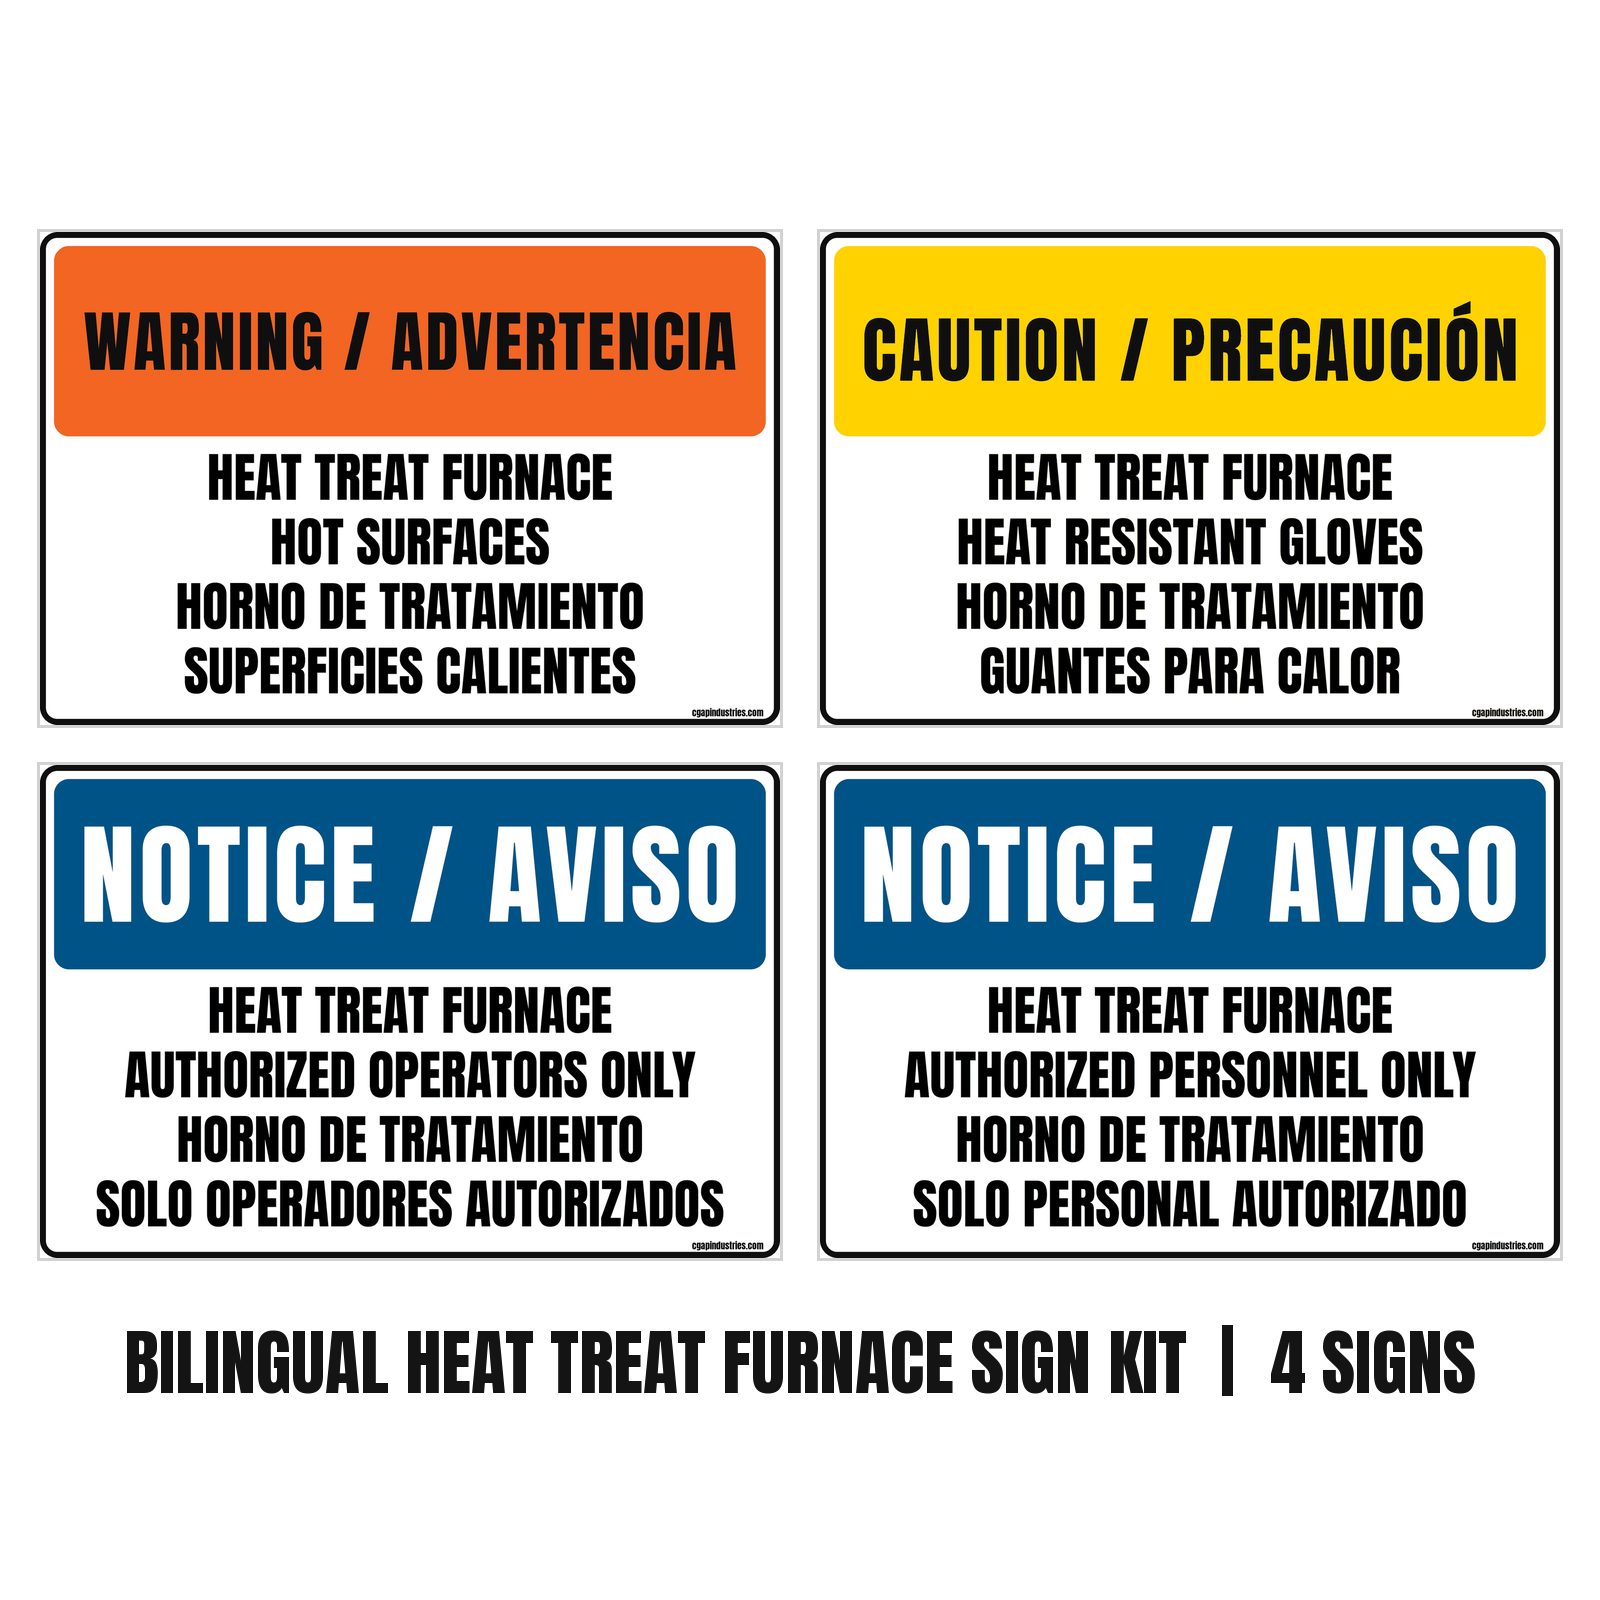 WARNING / ADVERTENCIA
HEAT TREAT FURNACE
HOT SURFACES
HORNO DE TRATAMIENTO
SUPERFICIES CALIENTES
cgapindustries.com
CAUTION / PRECAUCIÓN
HEAT TREAT FURNACE
HEAT RESISTANT GLOVES
HORNO DE TRATAMIENTO
GUANTES PARA CALOR
cgapindustries.com
NOTICE / AVISO
HEAT TREAT FURNACE
AUTHORIZED OPERATORS ONLY
HORNO DE TRATAMIENTO
SOLO OPERADORES AUTORIZADOS
cgapindustries.com
NOTICE / AVISO
HEAT TREAT FURNACE
AUTHORIZED PERSONNEL ONLY
HORNO DE TRATAMIENTO
SOLO PERSONAL AUTORIZADO
cgapindustries.com
BILINGUAL HEAT TREAT FURNACE SIGN KIT | 4 SIGNS